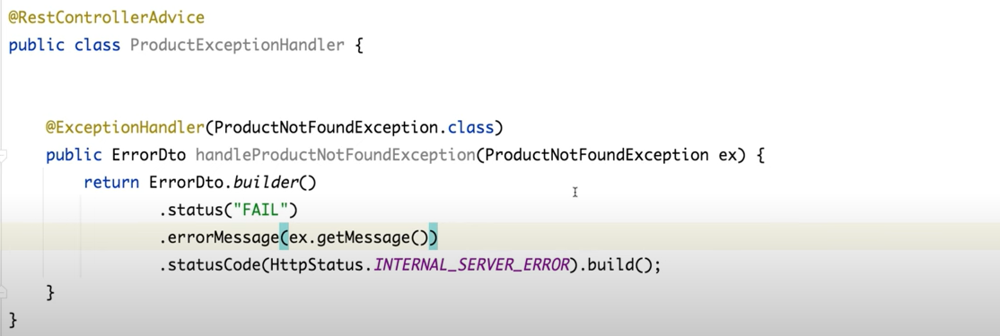 @RestControllerAdvice
public class ProductExceptionHandler {
@ExceptionHandler(ProductNotFoundException.class)
public ErrorDto handleProductNotFoundException(ProductNotFoundException ex) {
return ErrorDto.builder()
.status("FAIL")
.errorMessage(ex.getMessage())
.statusCode(HttpStatus.INTERNAL_SERVER_ERROR).build();
}
}